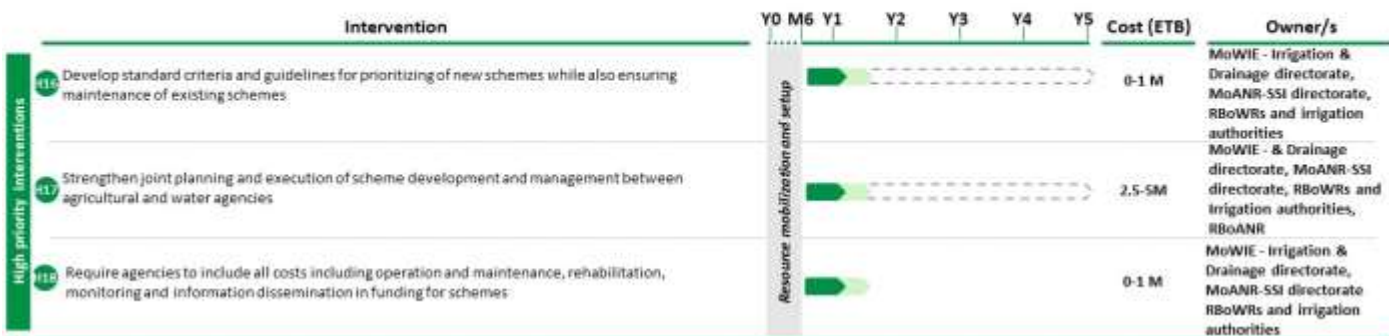 Intervention Y0 M6 Y1 Y2 Y3 Y4 Y5 Cost (ETB) Owner/s
High priority interventions
Resource mobilization and setup
H16 Develop standard criteria and guidelines for prioritizing of new schemes while also ensuring
maintenance of existing schemes
0-1 M
MoWIE - Irrigation &
Drainage directorate,
MoANR-SSI directorate,
RBoWRs and irrigation
authorities
H17 Strengthen joint planning and execution of scheme development and management between
agricultural and water agencies
2.5-5M
MoWIE - & Drainage
directorate, MoANR-SSI
directorate, RBoWRs and
Irrigation authorities,
RBoANR
H18 Require agencies to include all costs including operation and maintenance, rehabilitation,
monitoring and information dissemination in funding for schemes
0-1 M
MoWIE - Irrigation &
Drainage directorate,
MoANR-SSI directorate
RBoWRs and irrigation
authorities